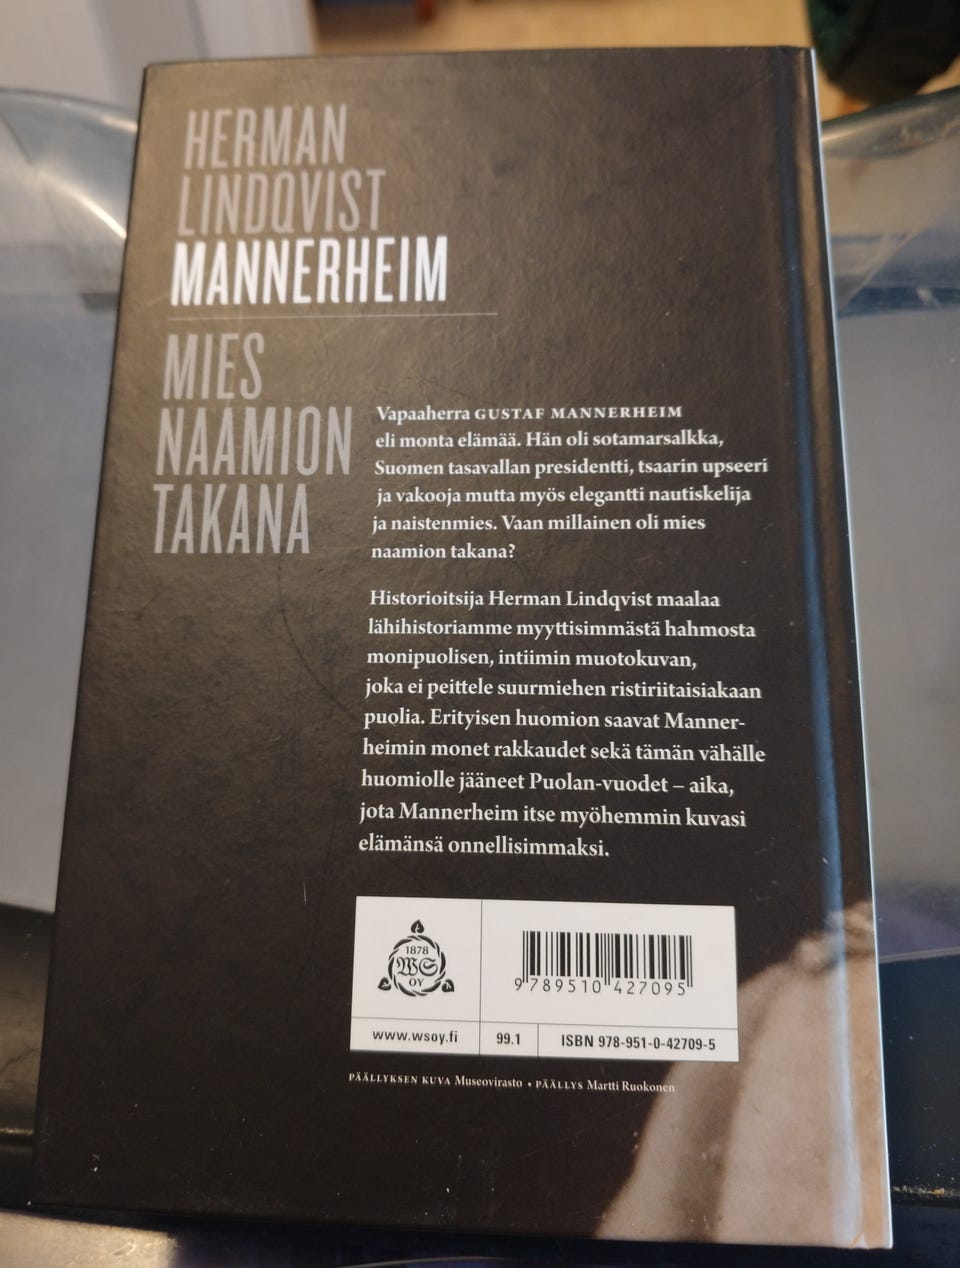 HERMAN
LINDQVIST
MANNERHEIM
MIES
NAAMION
TAKANA
Vapaaherra GUSTAF MANNERHEIM
eli monta elämää. Hän oli sotamarsalkka,
Suomen tasavallan presidentti, tsaarin upseeri
ja vakooja mutta myös elegantti nautiskelija
ja naistenmies. Vaan millainen oli mies
naamion takana?
Historioitsija Herman Lindqvist maalaa
lähihistoriamme myyttisimmästä hahmosta
monipuolisen, intiimin muotokuvan,
joka ei peittele suurmiehen ristiriitaisiakaan
puolia. Erityisen huomion saavat Manner-
heimin monet rakkaudet sekä tämän vähälle
huomiolle jääneet Puolan-vuodet – aika,
jota Mannerheim itse myöhemmin kuvasi
elämänsä onnellisimmaksi.
1878
WS
OY
9 789510 427095
www.wsoy.fi
99.1
ISBN 978-951-0-42709-5
PÄÄLLYKSEN KUVA Museovirasto • PÄÄLLYS Martti Ruokonen